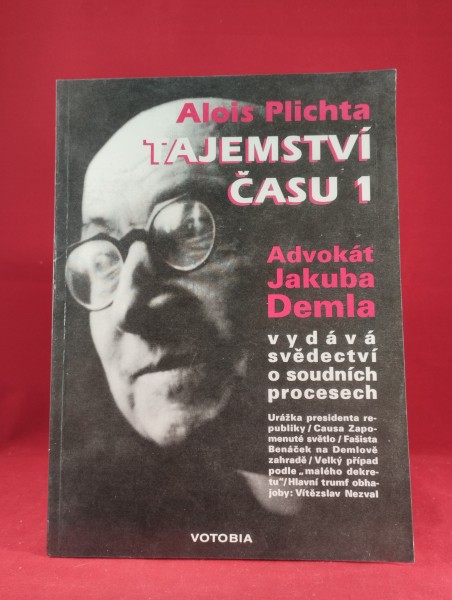 Alois Plichta
TAJEMSTVÍ
ČASU 1
Advokát
Jakuba
Demla
vydává
svědectví
o soudních
procesech
Urážka presidenta re-
publiky/Causa Zapo-
menuté světlo/Fašista
Benáček na Demlově
zahradě/Velký případ
podle „malého dekre-
tu"/Hlavní trumf obha-
joby: Vítězslav Nezval
VOTOBIA